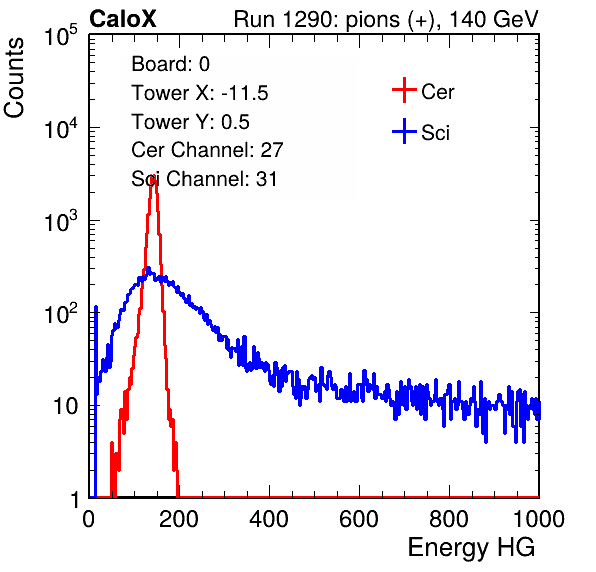 CaloX Run 1290: pions (+), 140 GeV
Counts
10^5
10^4
10^3
10^2
10
1
Board: 0
Tower X: -11.5
Tower Y: 0.5
Cer Channel: 27
Sci Channel: 31
Cer
Sci
0 200 400 600 800 1000
Energy HG